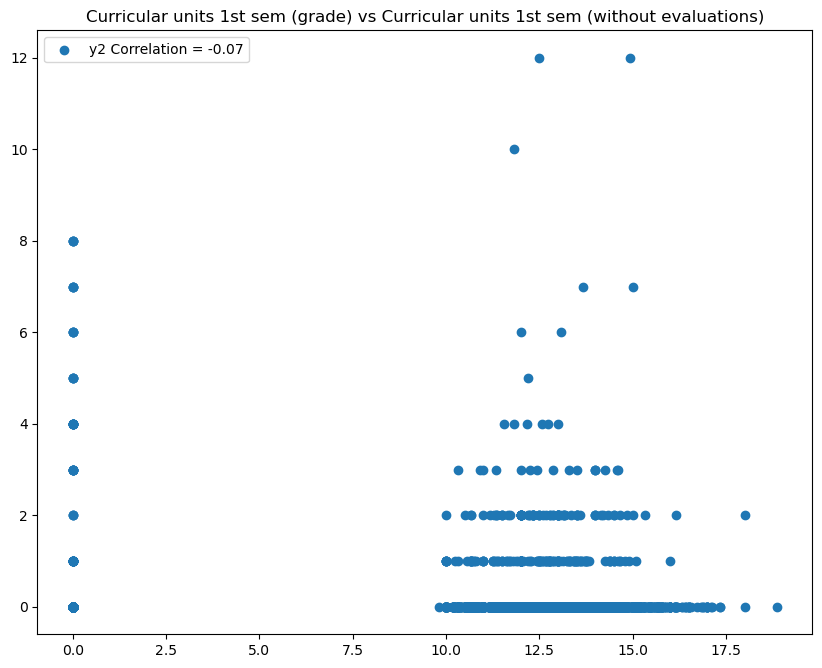 Curricular units 1st sem (grade) vs Curricular units 1st sem (without evaluations)
y2 Correlation = -0.07
12
10
8
6
4
2
0
0.0 2.5 5.0 7.5 10.0 12.5 15.0 17.5